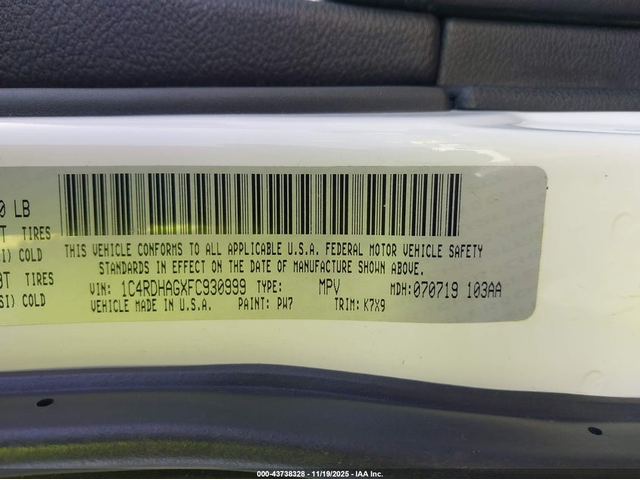 0 LB
T TIRES
I) COLD
BT TIRES
SI) COLD
THIS VEHICLE CONFORMS TO ALL APPLICABLE U.S.A. FEDERAL MOTOR VEHICLE SAFETY
STANDARDS IN EFFECT ON THE DATE OF MANUFACTURE SHOWN ABOVE.
VIN: 1C4RDHAGXFC930999 TYPE: MPV MDH:070719 103AA
VEHICLE MADE IN U.S.A. PAINT: PW7 TRIM: K7X9
000-43738328 - 11/19/2025 - IAA Inc.